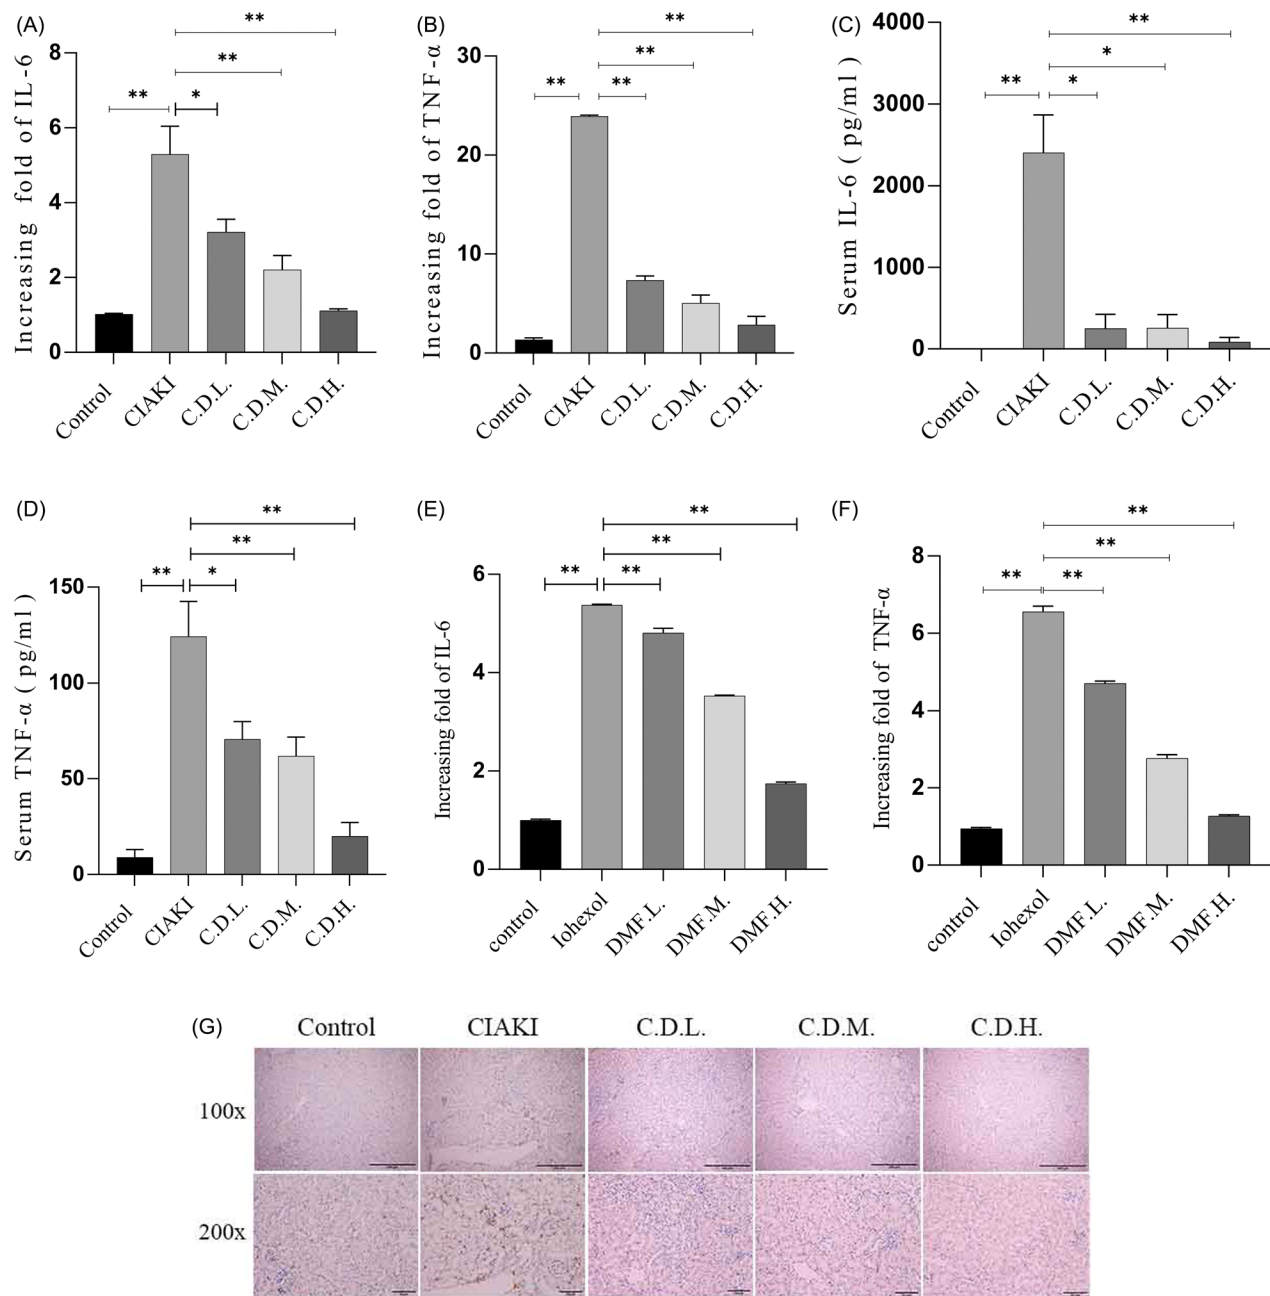 (A)
Increasing fold of IL-6
8
6
4
2
0
**
**
**
*
Control
CIAKI
C.D.L.
C.D.M.
C.D.H.
(B)
Increasing fold of TNF-α
30
20
10
0
**
**
**
**
Control
CIAKI
C.D.L.
C.D.M.
C.D.H.
(C)
Serum IL-6 ( pg/ml )
4000
3000
2000
1000
0
**
*
**
*
Control
CIAKI
C.D.L.
C.D.M.
C.D.H.
(D)
Serum TNF-α ( pg/ml )
150
100
50
0
**
**
**
*
Control
CIAKI
C.D.L.
C.D.M.
C.D.H.
(E)
Increasing fold of IL-6
6
4
2
0
**
**
**
**
control
Iohexol
DMF.L.
DMF.M.
DMF.H.
(F)
Increasing fold of TNF-α
8
6
4
2
0
**
**
**
**
control
Iohexol
DMF.L.
DMF.M.
DMF.H.
(G)
Control CIAKI C.D.L. C.D.M. C.D.H.
100x
200x